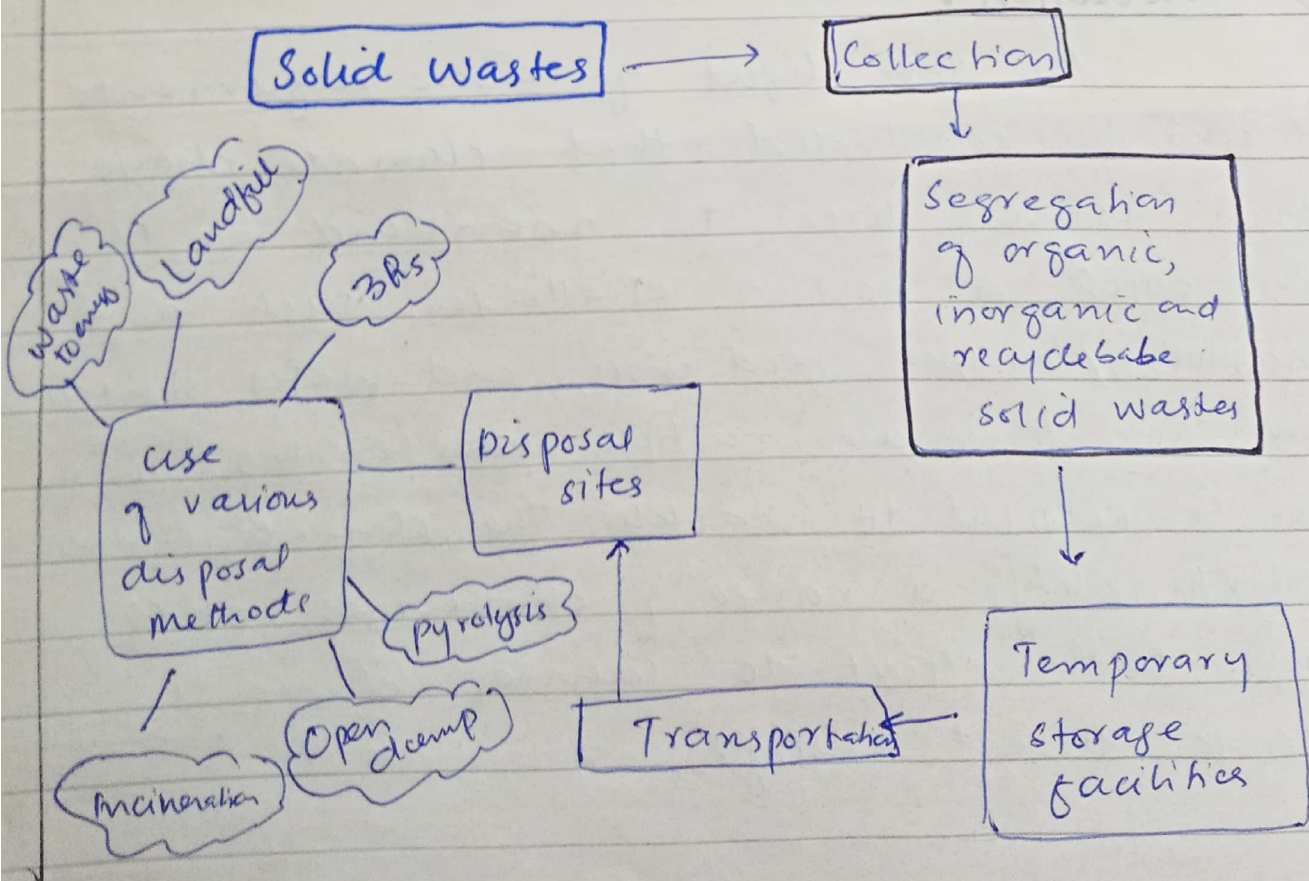 Solid Wastes
Collection
Segregation
of organic,
inorganic and
recyclebabe
solid wastes
Temporary
storage
facilities
Transportation
Disposal
sites
use
of various
disposal
methods
waste
to energy
Landfill
3Rs
pyrolysis
Open
dump
Incineration